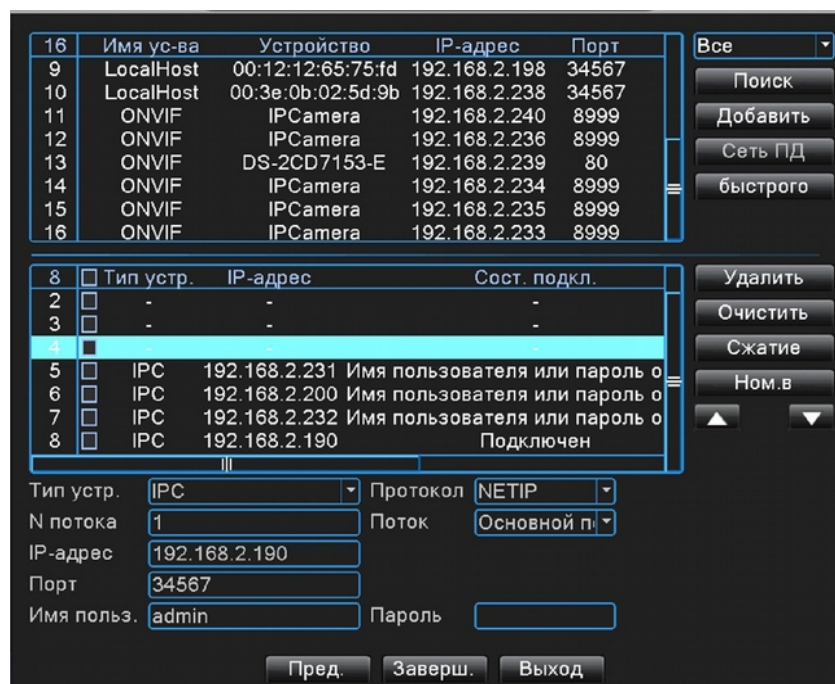 16 Имя ус-ва Устройство IP-адрес Порт Все
9 LocalHost 00:12:12:65:75:fd 192.168.2.198 34567
Поиск
10 LocalHost 00:3e:0b:02:5d:9b 192.168.2.238 34567
11 ONVIF IPCamera 192.168.2.240 8999
Добавить
12 ONVIF IPCamera 192.168.2.236 8999
Сеть ПД
13 ONVIF DS-2CD7153-E 192.168.2.239 80
14 ONVIF IPCamera 192.168.2.234 8999
быстрого
15 ONVIF IPCamera 192.168.2.235 8999
16 ONVIF IPCamera 192.168.2.233 8999
8 Тип устр. IP-адрес Сост. подкл.
Удалить
2 - - -
3 - - -
Очистить
4 - - -
Сжатие
5 IPC 192.168.2.231 Имя пользователя или пароль о
6 IPC 192.168.2.200 Имя пользователя или пароль о
Ном.в
7 IPC 192.168.2.232 Имя пользователя или пароль о
8 IPC 192.168.2.190 Подключен
Тип устр. IPC Протокол NETIP
N потока 1 Поток Основной п
IP-адрес 192.168.2.190
Порт 34567
Имя польз. admin Пароль
Пред. Заверш. Выход